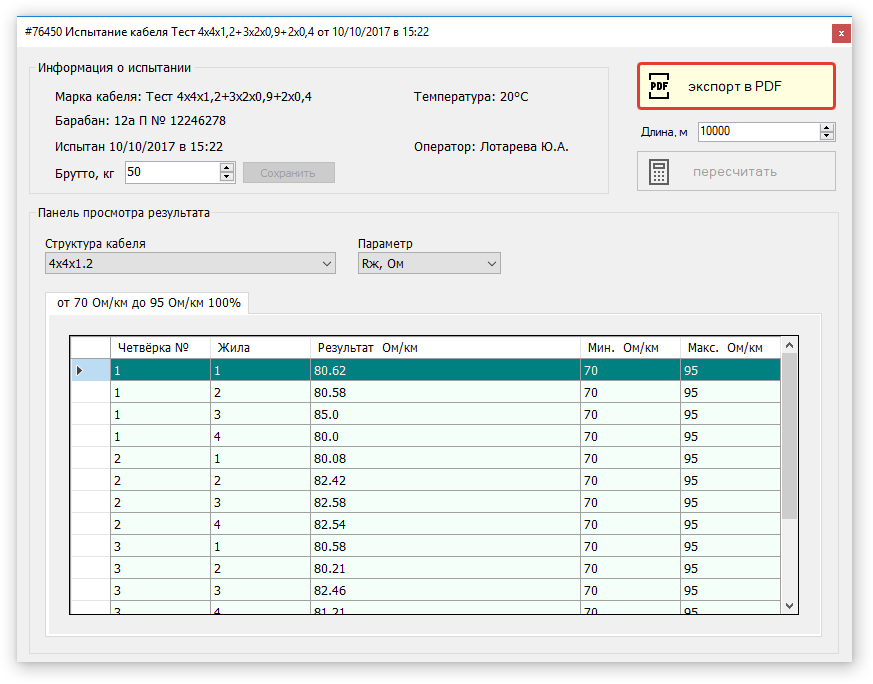 #76450 Испытание кабеля Тест 4x4x1,2+3x2x0,9+2x0,4 от 10/10/2017 в 15:22
x
Информация о испытании
Марка кабеля: Тест 4x4x1,2+3x2x0,9+2x0,4
Температура: 20°C
Барабан: 12а П № 12246278
Испытан 10/10/2017 в 15:22
Оператор: Лотарева Ю.А.
Брутто, кг 50 Сохранить
PDF экспорт в PDF
Длина, м 10000
пересчитать
Панель просмотра результата
Структура кабеля Параметр
4x4x1.2 Rж, Ом
от 70 Ом/км до 95 Ом/км 100%
Четвёрка № Жила Результат Ом/км Мин. Ом/км Макс. Ом/км
1 1 80.62 70 95
1 2 80.58 70 95
1 3 85.0 70 95
1 4 80.0 70 95
2 1 80.08 70 95
2 2 82.42 70 95
2 3 82.58 70 95
2 4 82.54 70 95
3 1 80.58 70 95
3 2 80.21 70 95
3 3 82.46 70 95
3 4 81.21 70 95